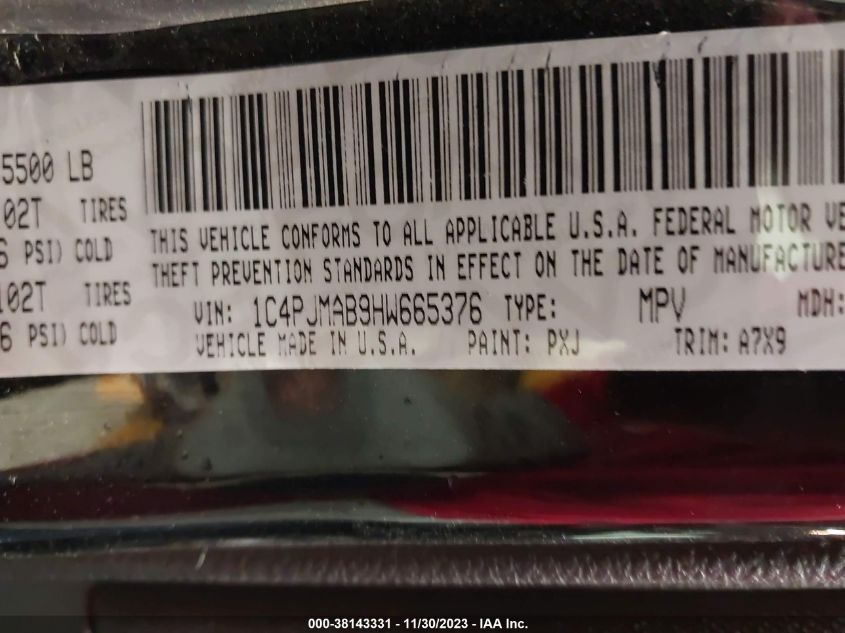 5500 LB
02T TIRES
6 PSI) COLD
102T TIRES
6 PSI) COLD
THIS VEHICLE CONFORMS TO ALL APPLICABLE U.S.A. FEDERAL MOTOR VE
THEFT PREVENTION STANDARDS IN EFFECT ON THE DATE OF MANUFACTURE
VIN: 1C4PJMAB9HW665376 TYPE: MPV MDH:
VEHICLE MADE IN U.S.A. PAINT: PXJ TRIM: A7X9
000-38143331 - 11/30/2023 - IAA Inc.